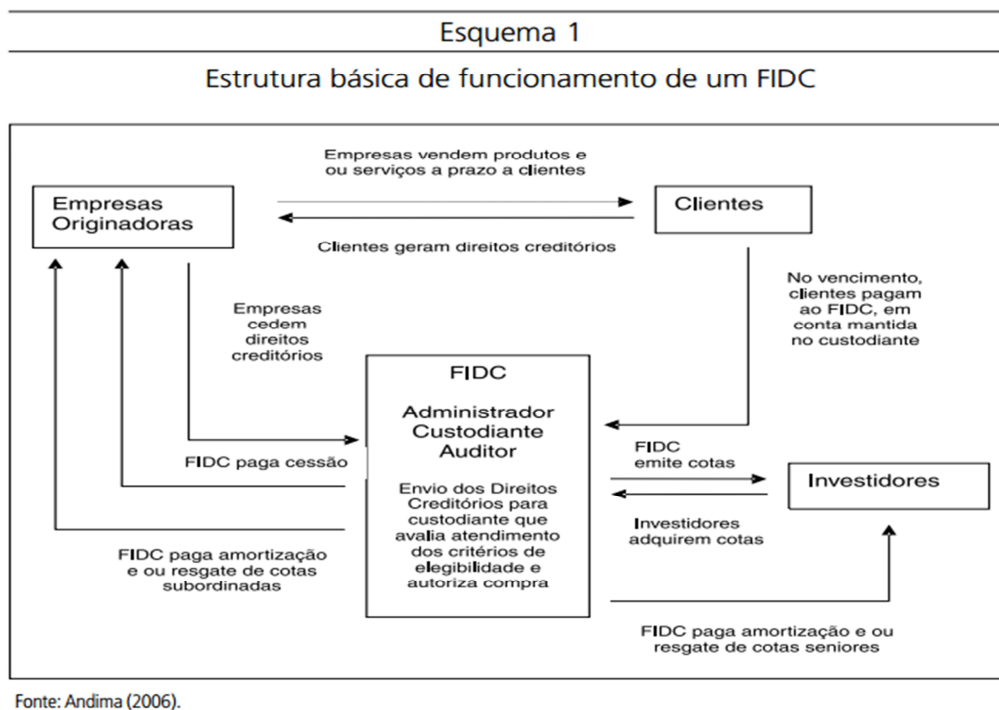 Esquema 1
Estrutura básica de funcionamento de um FIDC
Empresas vendem produtos e
ou serviços a prazo a clientes
Empresas
Originadoras
Clientes
Clientes geram direitos creditórios
No vencimento,
clientes pagam
ao FIDC, em
conta mantida
no custodiante
Empresas
cedem
direitos
creditórios
FIDC
Administrador
Custodiante
Auditor
Envio dos Direitos
Creditórios para
custodiante que
avalia atendimento
dos critérios de
elegibilidade e
autoriza compra
FIDC paga cessão
FIDC
emite cotas
Investidores
Investidores
adquirem cotas
FIDC paga amortização
e ou resgate de cotas
subordinadas
FIDC paga amortização e ou
resgate de cotas seniores
Fonte: Andima (2006).